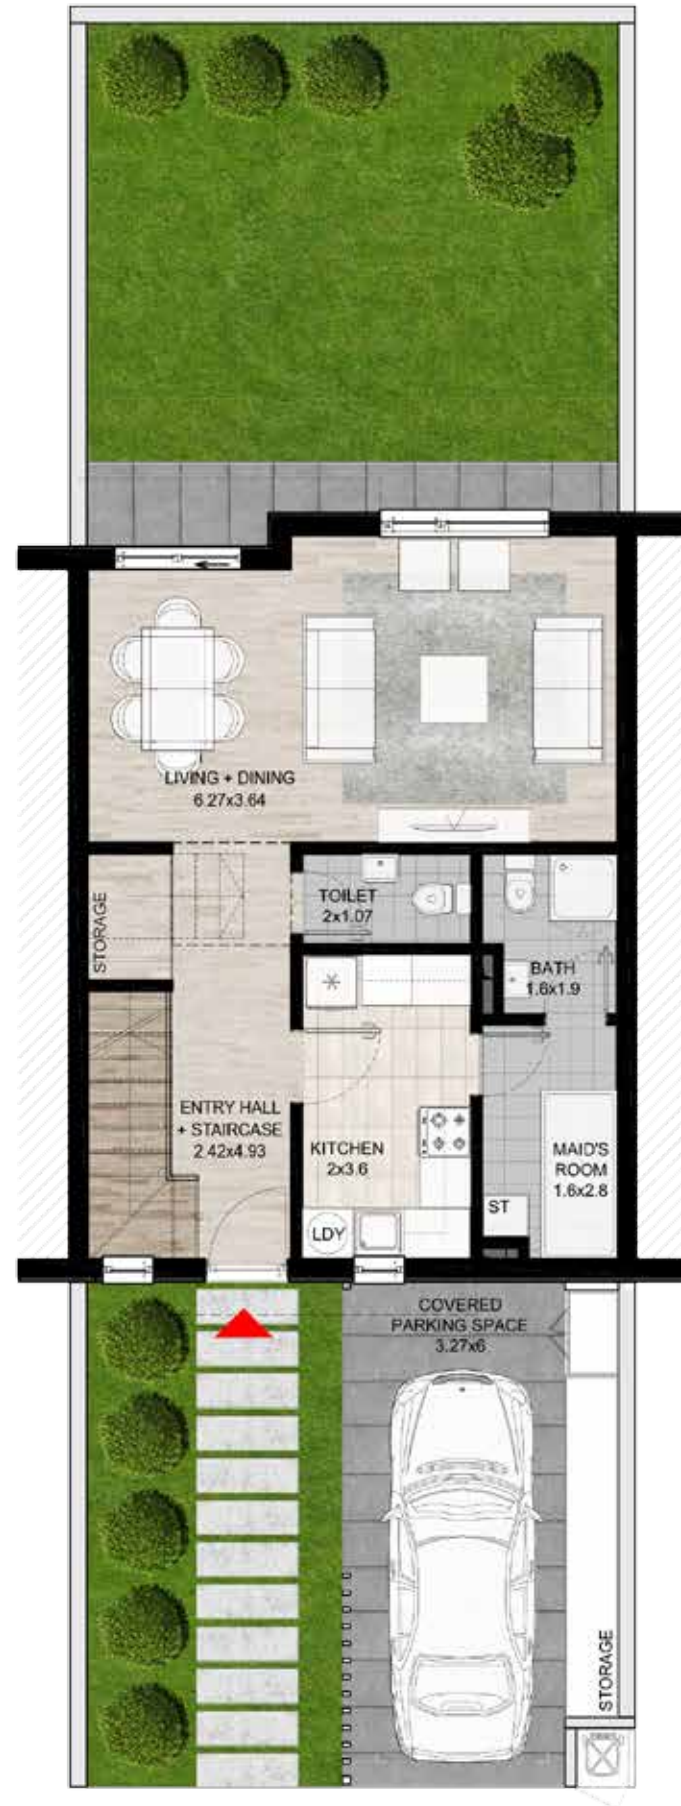 LIVING + DINING
6.27x3.64
STORAGE
TOILET
2x1.07
BATH
1.6x1.9
ENTRY HALL
+ STAIRCASE
2.42x4.93
KITCHEN
2x3.6
MAID'S
ROOM
1.6x2.8
ST
LDY
COVERED
PARKING SPACE
3.27x6
STORAGE